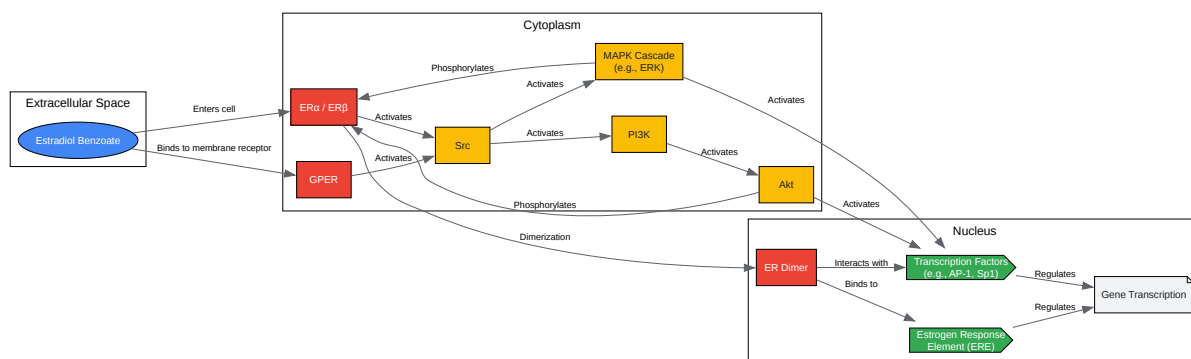 Cytoplasm
MAPK Cascade
(e.g., ERK)
Phosphorylates
Activates
Extracellular Space
Enters cell
ERα / ERβ
Activates
Activates
Estradiol Benzoate
Src
Activates
PI3K
Binds to membrane receptor
Activates
Activates
GPER
Akt
Phosphorylates
Activates
Dimerization
Nucleus
ER Dimer
Interacts with
Transcription Factors
(e.g., AP-1, Sp1)
Regulates
Binds to
Gene Transcription
Regulates
Estrogen Response
Element (ERE)